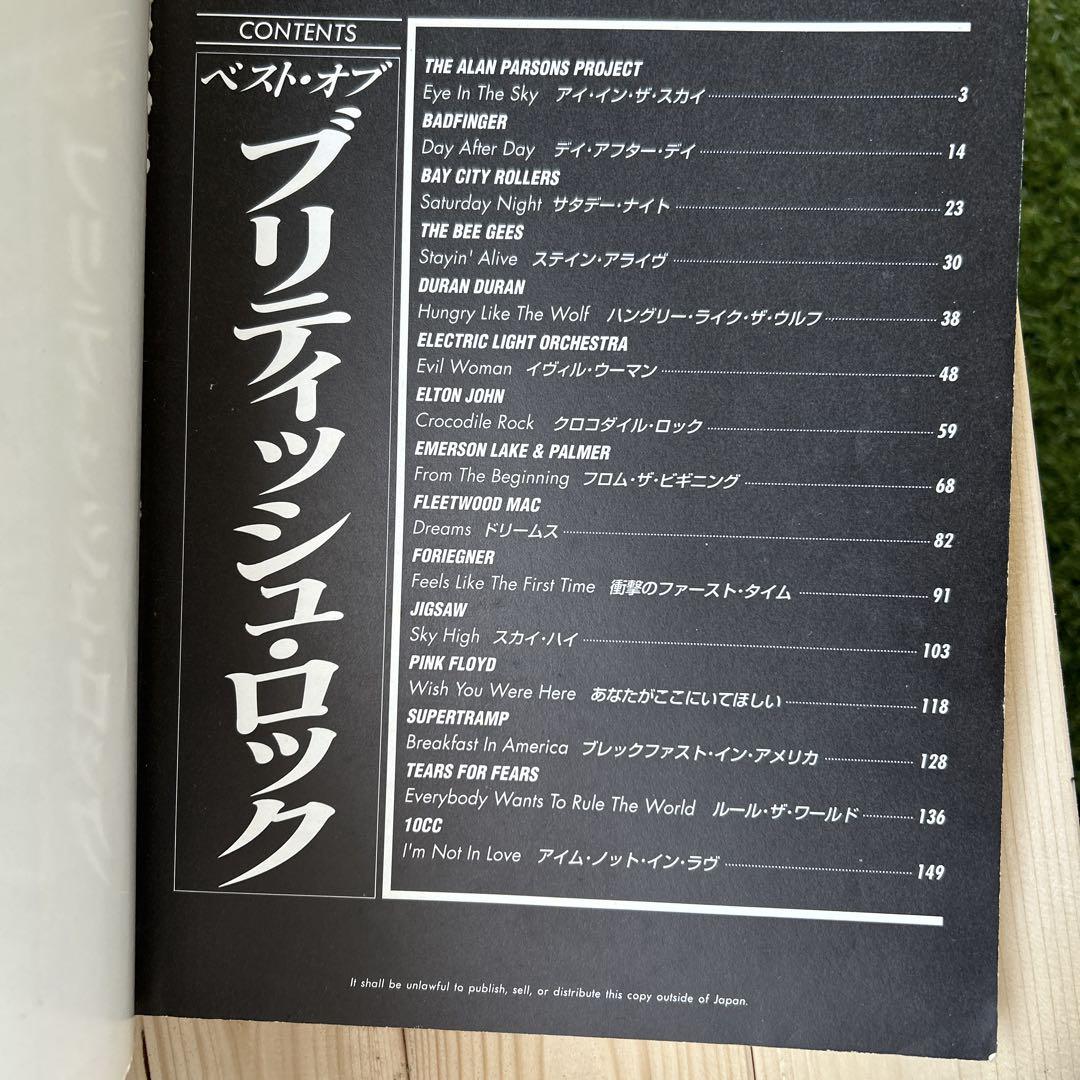 CONTENTS
ベスト・オブ
ブリティッシュ・ロック
THE ALAN PARSONS PROJECT
Eye In The Sky アイ・イン・ザ・スカイ 3
BADFINGER
Day After Day デイ・アフター・デイ 14
BAY CITY ROLLERS
Saturday Night サタデー・ナイト 23
THE BEE GEES
Stayin' Alive ステイン・アライヴ 30
DURAN DURAN
Hungry Like The Wolf ハングリー・ライク・ザ・ウルフ 38
ELECTRIC LIGHT ORCHESTRA
Evil Woman イヴィル・ウーマン 48
ELTON JOHN
Crocodile Rock クロコダイル・ロック 59
EMERSON LAKE & PALMER
From The Beginning フロム・ザ・ビギニング 68
FLEETWOOD MAC
Dreams ドリームス 82
FORIEGNER
Feels Like The First Time 衝撃のファースト・タイム 91
JIGSAW
Sky High スカイ・ハイ 103
PINK FLOYD
Wish You Were Here あなたがここにいてほしい 118
SUPERTRAMP
Breakfast In America ブレックファスト・イン・アメリカ 128
TEARS FOR FEARS
Everybody Wants To Rule The World ルール・ザ・ワールド 136
10CC
I'm Not In Love アイム・ノット・イン・ラヴ 149
It shall be unlawful to publish, sell, or distribute this copy outside of Japan.